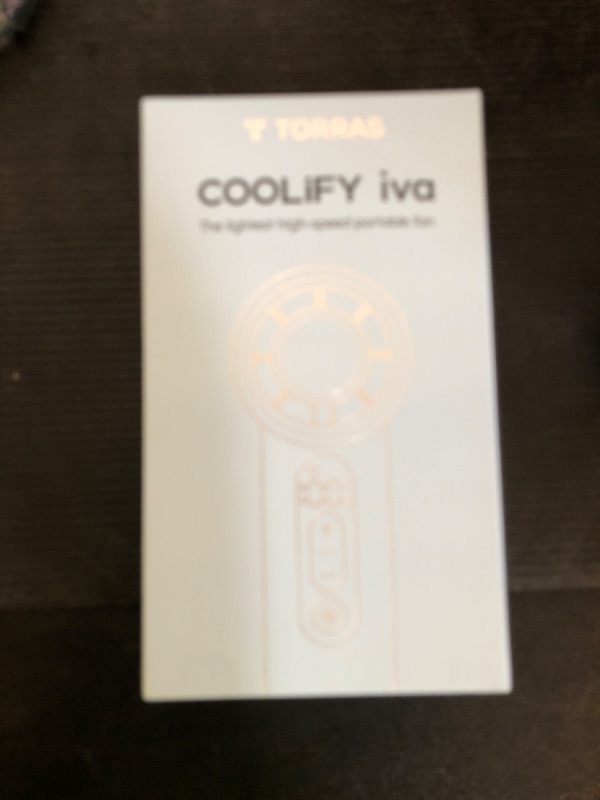 TORRAS
COOLiFY iva
The lightest high-speed portable fan